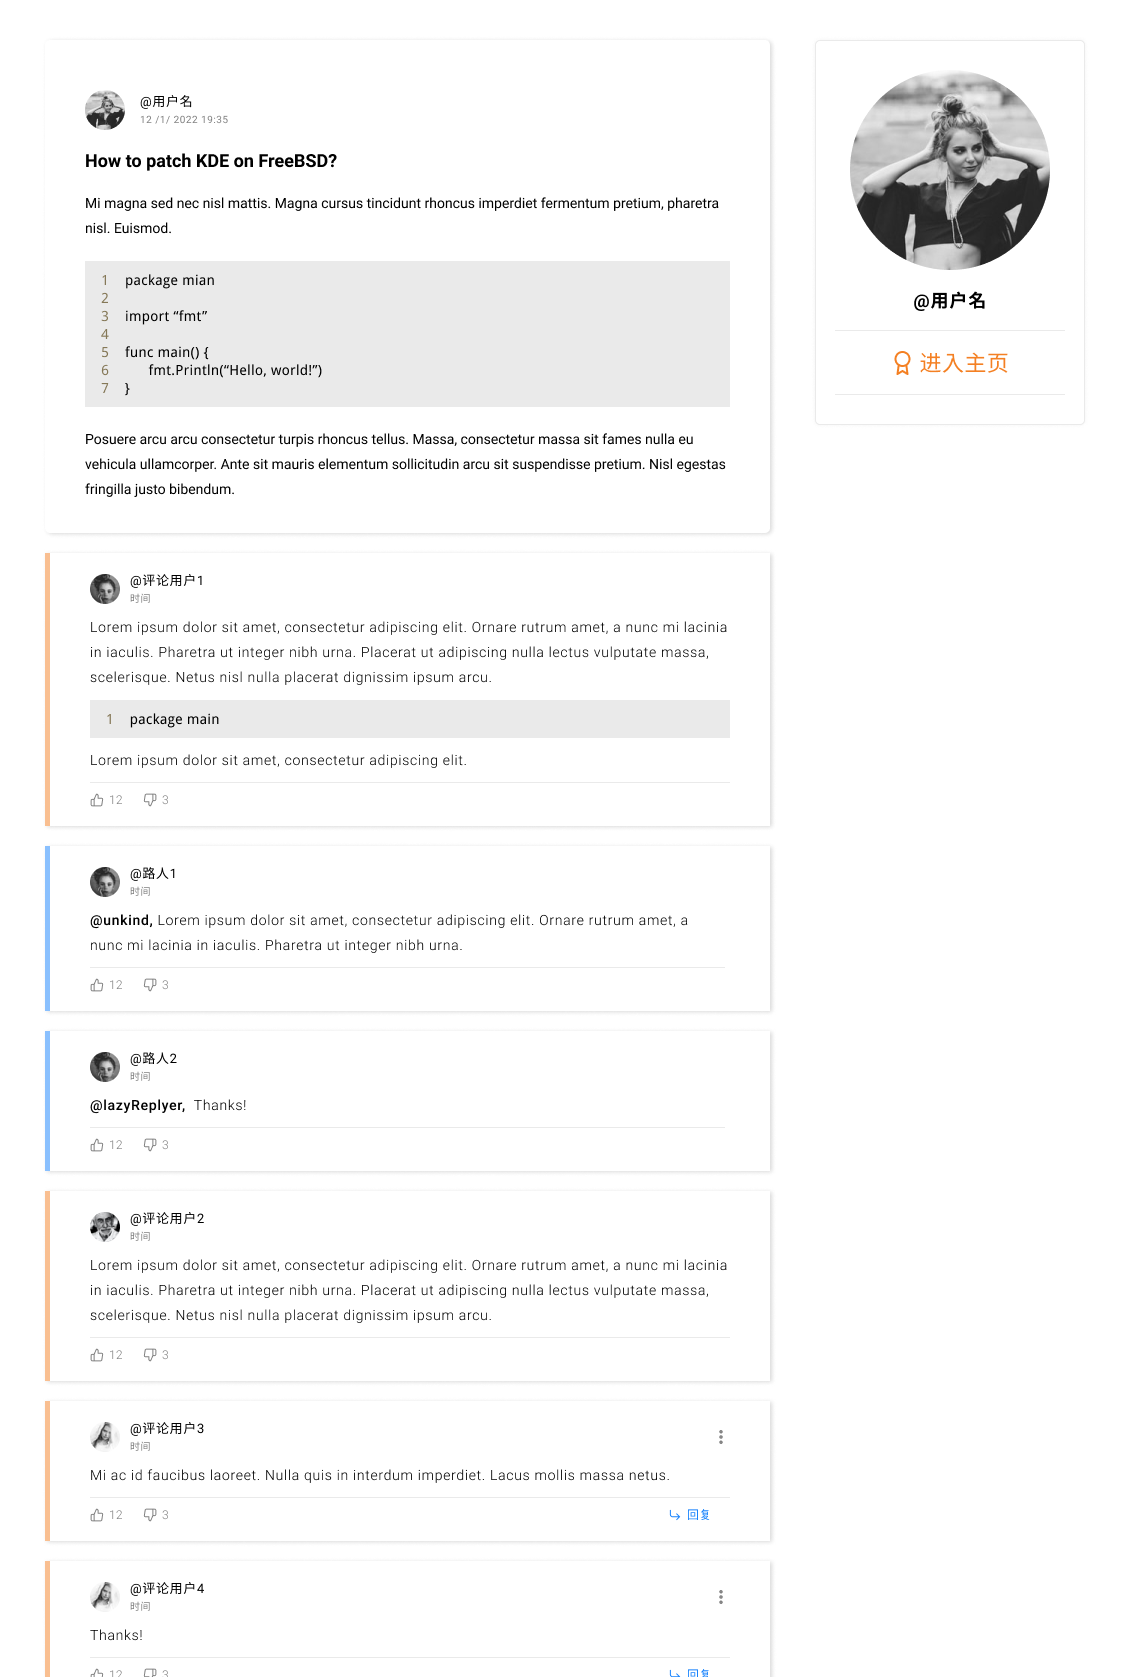 @用户名
12 /1/ 2022 19:35
How to patch KDE on FreeBSD?
Mi magna sed nec nisl mattis. Magna cursus tincidunt rhoncus imperdiet fermentum pretium, pharetra
nisl. Euismod.
1 package mian
2
3 import “fmt”
4
5 func main() {
6 fmt.Println(“Hello, world!”)
7 }
Posuere arcu arcu consectetur turpis rhoncus tellus. Massa, consectetur massa sit fames nulla eu
vehicula ullamcorper. Ante sit mauris elementum sollicitudin arcu sit suspendisse pretium. Nisl egestas
fringilla justo bibendum.
@用户名
进入主页
@评论用户1
时间
Lorem ipsum dolor sit amet, consectetur adipiscing elit. Ornare rutrum amet, a nunc mi lacinia
in iaculis. Pharetra ut integer nibh urna. Placerat ut adipiscing nulla lectus vulputate massa,
scelerisque. Netus nisl nulla placerat dignissim ipsum arcu.
1 package main
Lorem ipsum dolor sit amet, consectetur adipiscing elit.
12 3
@路人1
时间
@unkind, Lorem ipsum dolor sit amet, consectetur adipiscing elit. Ornare rutrum amet, a
nunc mi lacinia in iaculis. Pharetra ut integer nibh urna.
12 3
@路人2
时间
@lazyReplyer, Thanks!
12 3
@评论用户2
时间
Lorem ipsum dolor sit amet, consectetur adipiscing elit. Ornare rutrum amet, a nunc mi lacinia
in iaculis. Pharetra ut integer nibh urna. Placerat ut adipiscing nulla lectus vulputate massa,
scelerisque. Netus nisl nulla placerat dignissim ipsum arcu.
12 3
@评论用户3
时间
Mi ac id faucibus laoreet. Nulla quis in interdum imperdiet. Lacus mollis massa netus.
12 3 回复
@评论用户4
时间
Thanks!
12 3 回复